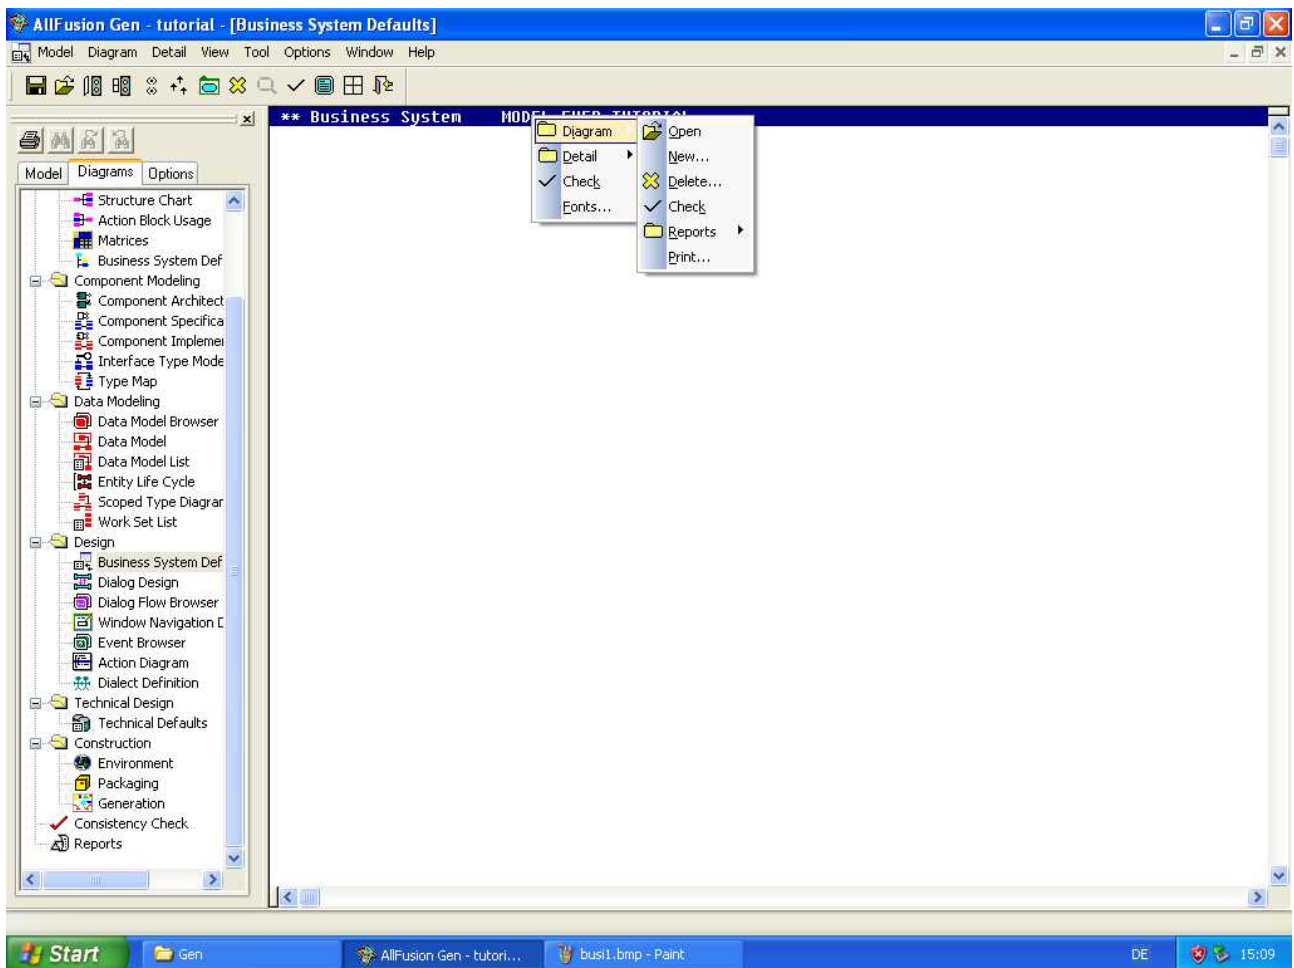 AllFusion Gen - tutorial - [Business System Defaults]
Model Diagram Detail View Tool Options Window Help
** Business System
Model Diagrams Options
Structure Chart
Action Block Usage
Matrices
Business System Def
Component Modeling
Component Architect
Component Specifica
Component Implemen
Interface Type Mode
Type Map
Data Modeling
Data Model Browser
Data Model
Data Model List
Entity Life Cycle
Scoped Type Diagrar
Work Set List
Design
Business System Def
Dialog Design
Dialog Flow Browser
Window Navigation D
Event Browser
Action Diagram
Dialect Definition
Technical Design
Technical Defaults
Construction
Environment
Packaging
Generation
Consistency Check
Reports
Diagram
Detail
Check
Fonts...
Open
New...
Delete...
Check
Reports
Print...
Start
Gen
AllFusion Gen - tutori...
busi1.bmp - Paint
DE
15:09